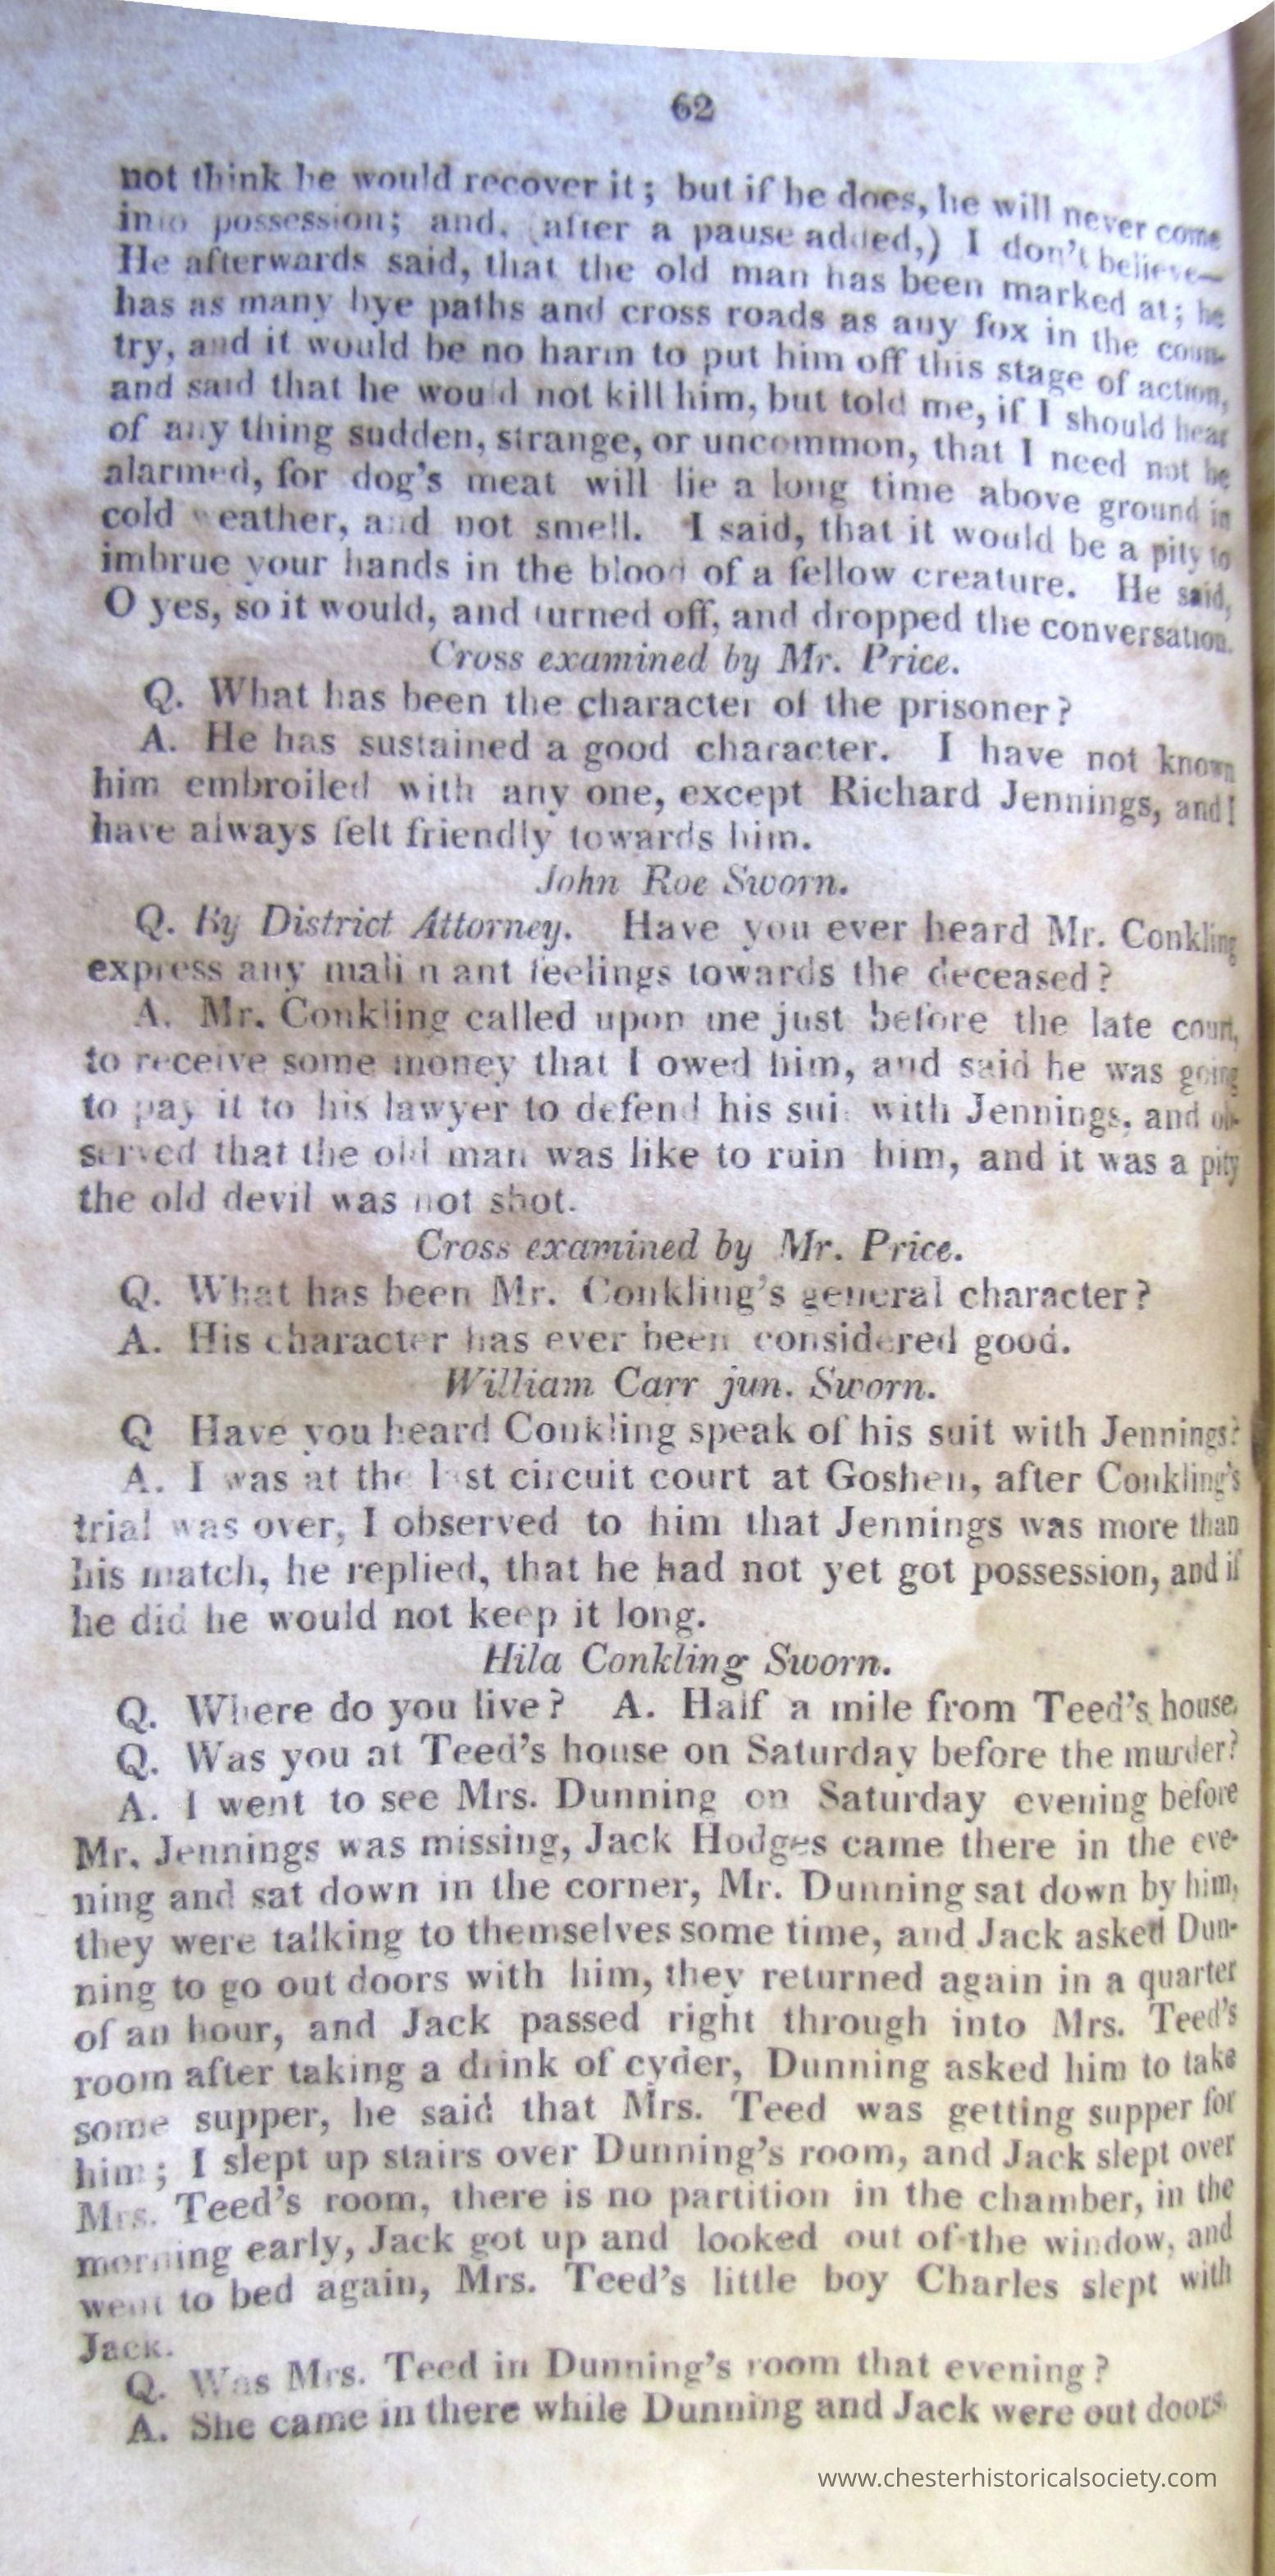 62
not think he would recover it; but if he does, he will never come
into possession; and, (after a pause added,) I don't believe—
He afterwards said, that the old man has been marked at; he
has as many bye paths and cross roads as any fox in the coun-
try, and it would be no harm to put him off this stage of action,
and said that he would not kill him, but told me, if I should hear
of any thing sudden, strange, or uncommon, that I need not be
alarmed, for dog's meat will lie a long time above ground in
cold weather, and not smell. I said, that it would be a pity to
imbrue your hands in the blood of a fellow creature. He said,
O yes, so it would, and turned off, and dropped the conversation.
Cross examined by Mr. Price.
Q. What has been the character of the prisoner?
A. He has sustained a good character. I have not known
him embroiled with any one, except Richard Jennings, and I
have always felt friendly towards him.
John Roe Sworn.
Q. By District Attorney. Have you ever heard Mr. Conkling
express any malignant feelings towards the deceased?
A. Mr. Conkling called upon me just before the late court,
to receive some money that I owed him, and said he was going
to pay it to his lawyer to defend his suit with Jennings, and ob-
served that the old man was like to ruin him, and it was a pity
the old devil was not shot.
Cross examined by Mr. Price.
Q. What has been Mr. Conkling's general character?
A. His character has ever been considered good.
William Carr jun. Sworn.
Q Have you heard Conkling speak of his suit with Jennings?
A. I was at the last circuit court at Goshen, after Conkling's
trial was over, I observed to him that Jennings was more than
his match, he replied, that he had not yet got possession, and if
he did he would not keep it long.
Hila Conkling Sworn.
Q. Where do you live? A. Half a mile from Teed's house.
Q. Was you at Teed's house on Saturday before the murder?
A. I went to see Mrs. Dunning on Saturday evening before
Mr. Jennings was missing, Jack Hodges came there in the eve-
ning and sat down in the corner, Mr. Dunning sat down by him,
they were talking to themselves some time, and Jack asked Dun-
ning to go out doors with him, they returned again in a quarter
of an hour, and Jack passed right through into Mrs. Teed's
room after taking a drink of cyder, Dunning asked him to take
some supper, he said that Mrs. Teed was getting supper for
him; I slept up stairs over Dunning's room, and Jack slept over
Mrs. Teed's room, there is no partition in the chamber, in the
morning early, Jack got up and looked out of the window, and
went to bed again, Mrs. Teed's little boy Charles slept with
Jack.
Q. Was Mrs. Teed in Dunning's room that evening?
A. She came in there while Dunning and Jack were out doors.
www.chesterhistoricalsociety.com